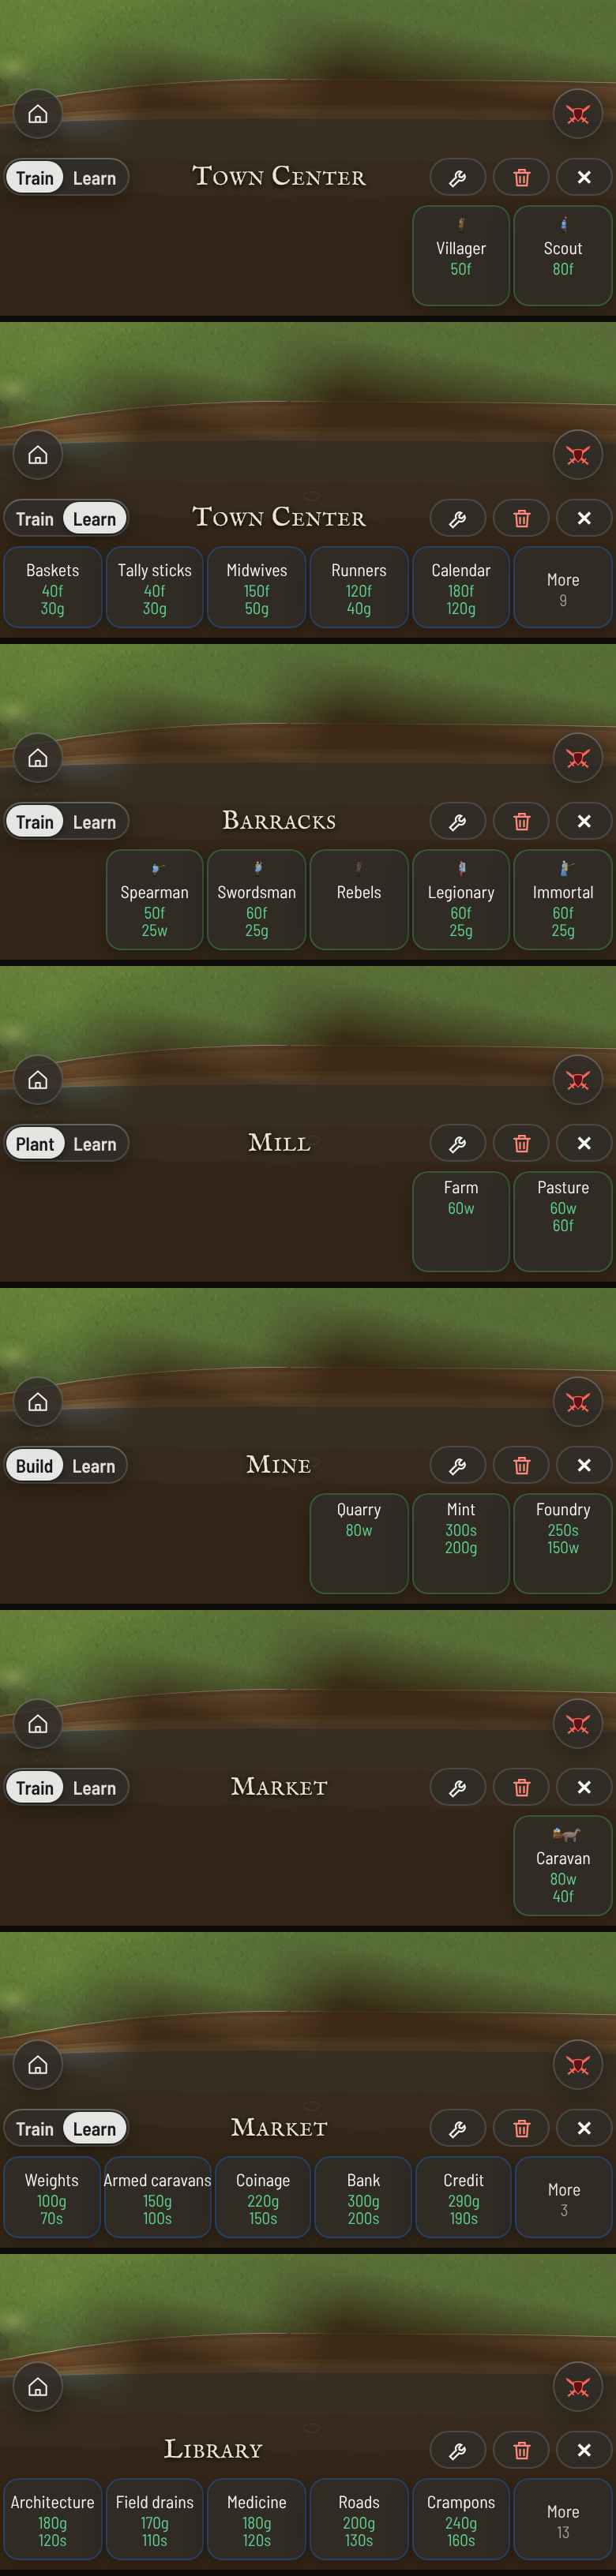 Train Learn Town Center
Villager Scout
50f 80f
Train Learn Town Center
Baskets Tally sticks Midwives Runners Calendar More
40f 40f 150f 120f 180f 9
30g 30g 50g 40g 120g
Train Learn Barracks
Spearman Swordsman Rebels Legionary Immortal
50f 60f 60f 60f
25w 25g 25g 25g
Plant Learn Mill
Farm Pasture
60w 60w
60f
Build Learn Mine
Quarry Mint Foundry
80w 300s 250s
200g 150w
Train Learn Market
Caravan
80w
40f
Train Learn Market
Weights Armed caravans Coinage Bank Credit More
100g 150g 220g 300g 290g 3
70s 100s 150s 200s 190s
Library
Architecture Field drains Medicine Roads Crampons More
180g 170g 180g 200g 240g 13
120s 110s 120s 130s 160s